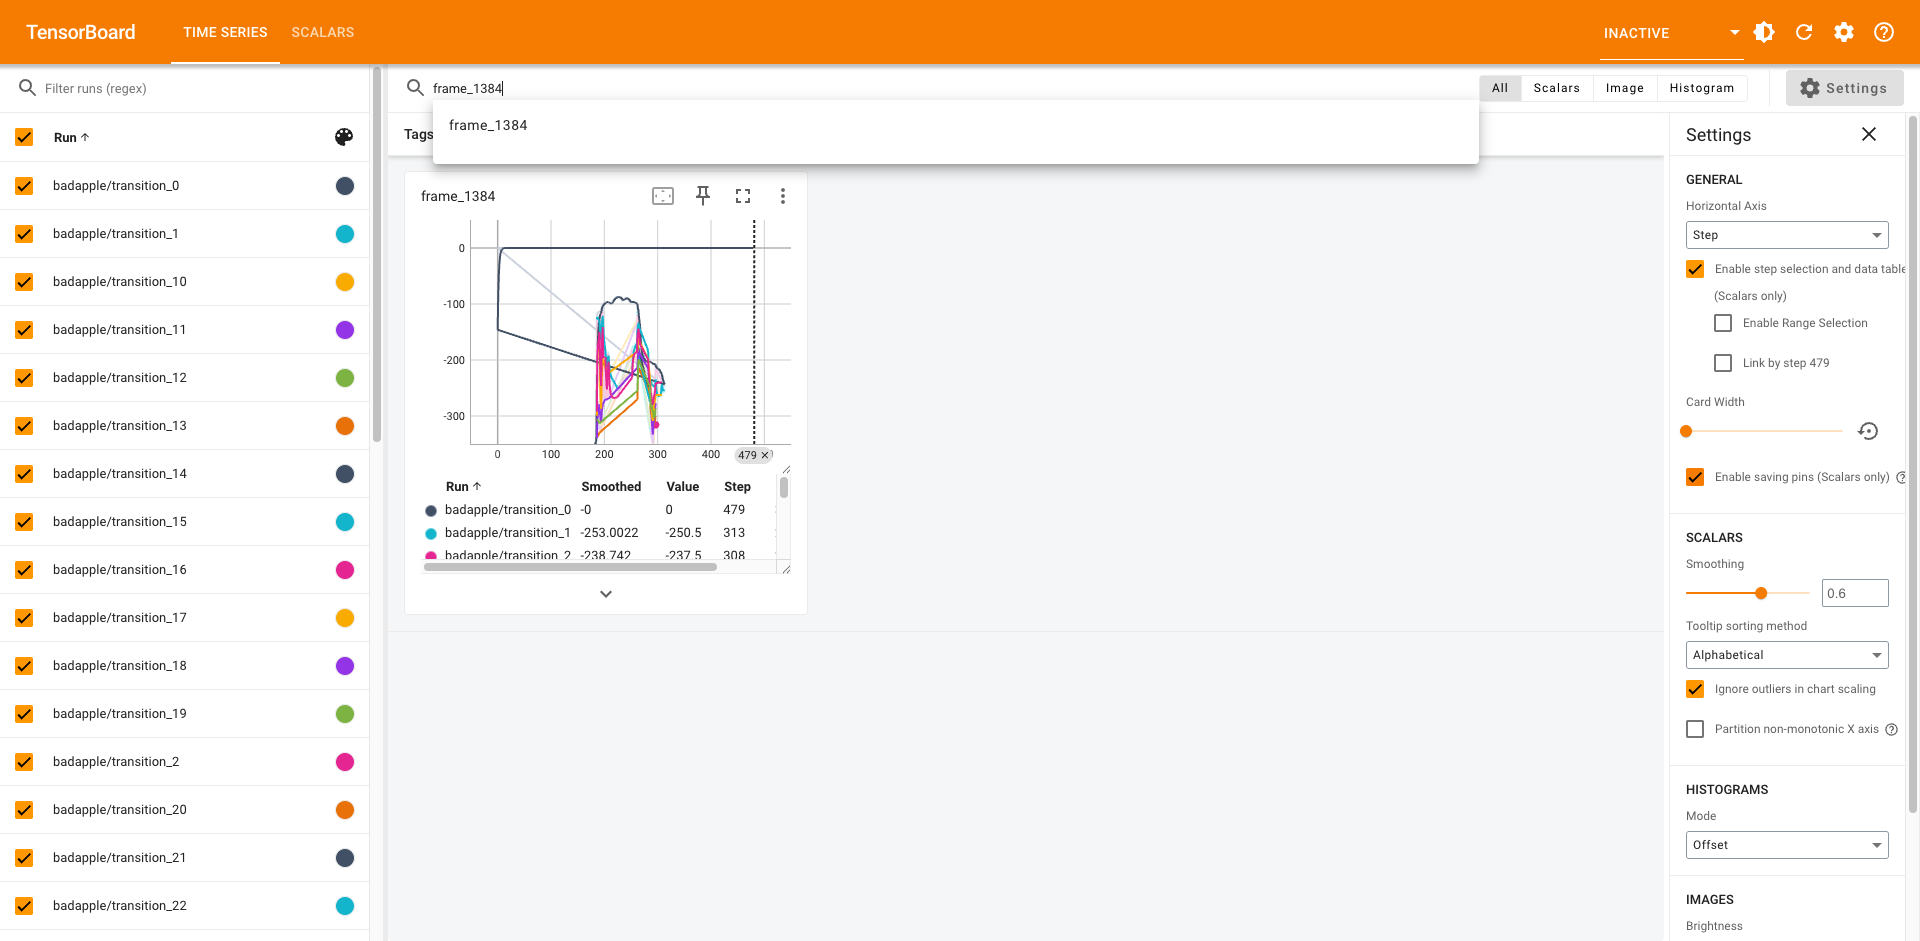 TensorBoard TIME SERIES SCALARS INACTIVE
Filter runs (regex)
Run
badapple/transition_0
badapple/transition_1
badapple/transition_10
badapple/transition_11
badapple/transition_12
badapple/transition_13
badapple/transition_14
badapple/transition_15
badapple/transition_16
badapple/transition_17
badapple/transition_18
badapple/transition_19
badapple/transition_2
badapple/transition_20
badapple/transition_21
badapple/transition_22
frame_1384
All Scalars Image Histogram
Settings
frame_1384
Tags
frame_1384
0
-100
-200
-300
0 100 200 300 400 479
Run Smoothed Value Step
badapple/transition_0 -0 0 479
badapple/transition_1 -253.0022 -250.5 313
badapple/transition_2 -238.742 -237.5 308
Settings
GENERAL
Horizontal Axis
Step
Enable step selection and data table
(Scalars only)
Enable Range Selection
Link by step 479
Card Width
Enable saving pins (Scalars only)
SCALARS
Smoothing
0.6
Tooltip sorting method
Alphabetical
Ignore outliers in chart scaling
Partition non-monotonic X axis
HISTOGRAMS
Mode
Offset
IMAGES
Brightness